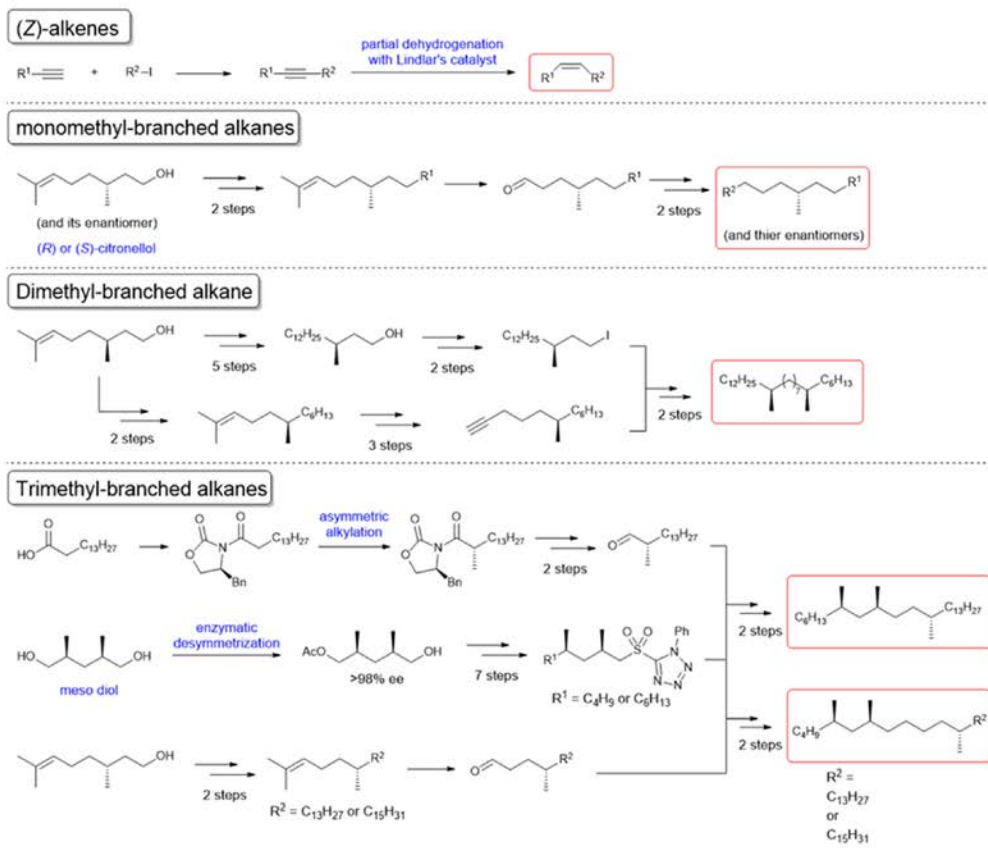 (Z)-alkenes
R¹ + R²–I R¹ R² partial dehydrogenation
with Lindlar's catalyst
R¹ R²
monomethyl-branched alkanes
OH
(and its enantiomer)
(R) or (S)-citronellol
2 steps
R¹
O R¹
2 steps
R² R¹
(and thier enantiomers)
Dimethyl-branched alkane
OH
5 steps
C₁₂H₂₅ OH
2 steps
C₁₂H₂₅ I
2 steps
C₆H₁₃
3 steps
C₆H₁₃
2 steps
C₁₂H₂₅ ( )₇ C₆H₁₃
Trimethyl-branched alkanes
O
HO C₁₃H₂₇
O O
O N C₁₃H₂₇
Bn
asymmetric
alkylation
O O
O N C₁₃H₂₇
Bn
2 steps
O C₁₃H₂₇
HO OH
meso diol
enzymatic
desymmetrization
AcO OH
>98% ee
7 steps
R¹ O O S Ph N N N N
R¹ = C₄H₉ or C₆H₁₃
2 steps
C₆H₁₃ C₁₃H₂₇
OH
2 steps
R²
R² = C₁₃H₂₇ or C₁₅H₃₁
O R²
2 steps
C₄H₉ R²
R² =
C₁₃H₂₇
or
C₁₅H₃₁